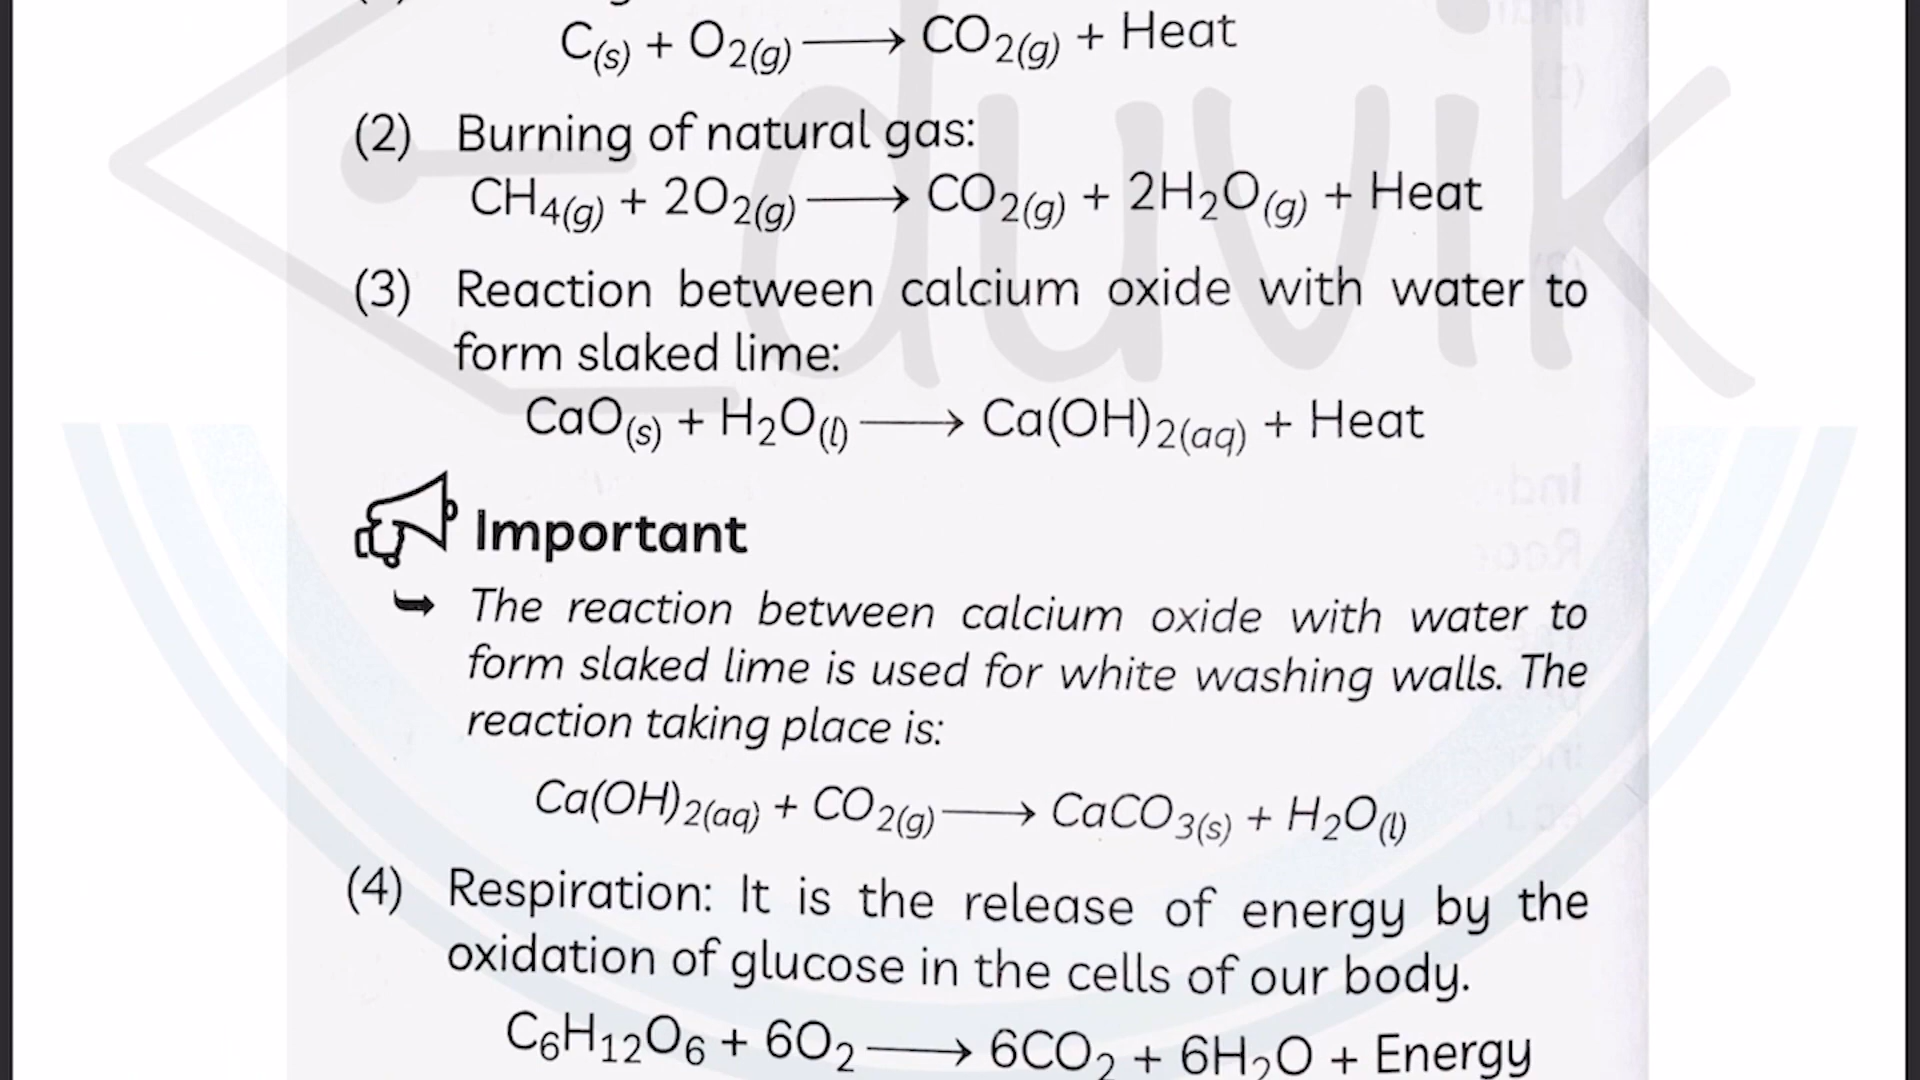 C(s) + O2(g) ⟶ CO2(g) + Heat
(2) Burning of natural gas:
CH4(g) + 2O2(g) ⟶ CO2(g) + 2H2O(g) + Heat
(3) Reaction between calcium oxide with water to
form slaked lime:
CaO(s) + H2O(l) ⟶ Ca(OH)2(aq) + Heat
Important
➥ The reaction between calcium oxide with water to
form slaked lime is used for white washing walls. The
reaction taking place is:
Ca(OH)2(aq) + CO2(g) ⟶ CaCO3(s) + H2O(l)
(4) Respiration: It is the release of energy by the
oxidation of glucose in the cells of our body.
C6H12O6 + 6O2 ⟶ 6CO2 + 6H2O + Energy
Eduvik